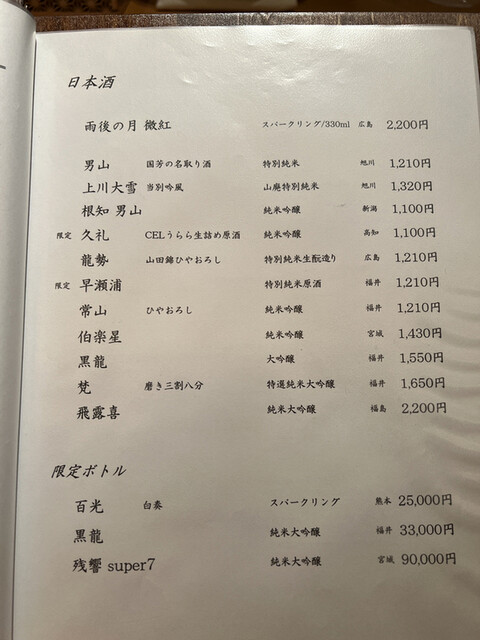 日本酒
雨後の月 微紅 スパークリング/330ml 広島 2,200円
男山 国芳の名取り酒 特別純米 旭川 1,210円
上川大雪 当別吟風 山廃特別純米 旭川 1,320円
根知 男山 純米吟醸 新潟 1,100円
限定 久礼 CELうらら生詰め原酒 純米吟醸 高知 1,100円
龍勢 山田錦ひやおろし 特別純米生酛造り 広島 1,210円
限定 早瀬浦 特別純米原酒 福井 1,210円
常山 ひやおろし 純米吟醸 福井 1,210円
伯楽星 純米吟醸 宮城 1,430円
黒龍 大吟醸 福井 1,550円
梵 磨き三割八分 特選純米大吟醸 福井 1,650円
飛露喜 純米大吟醸 福島 2,200円
限定ボトル
百光 白奏 スパークリング 熊本 25,000円
黒龍 純米大吟醸 福井 33,000円
残響 super7 純米大吟醸 宮城 90,000円